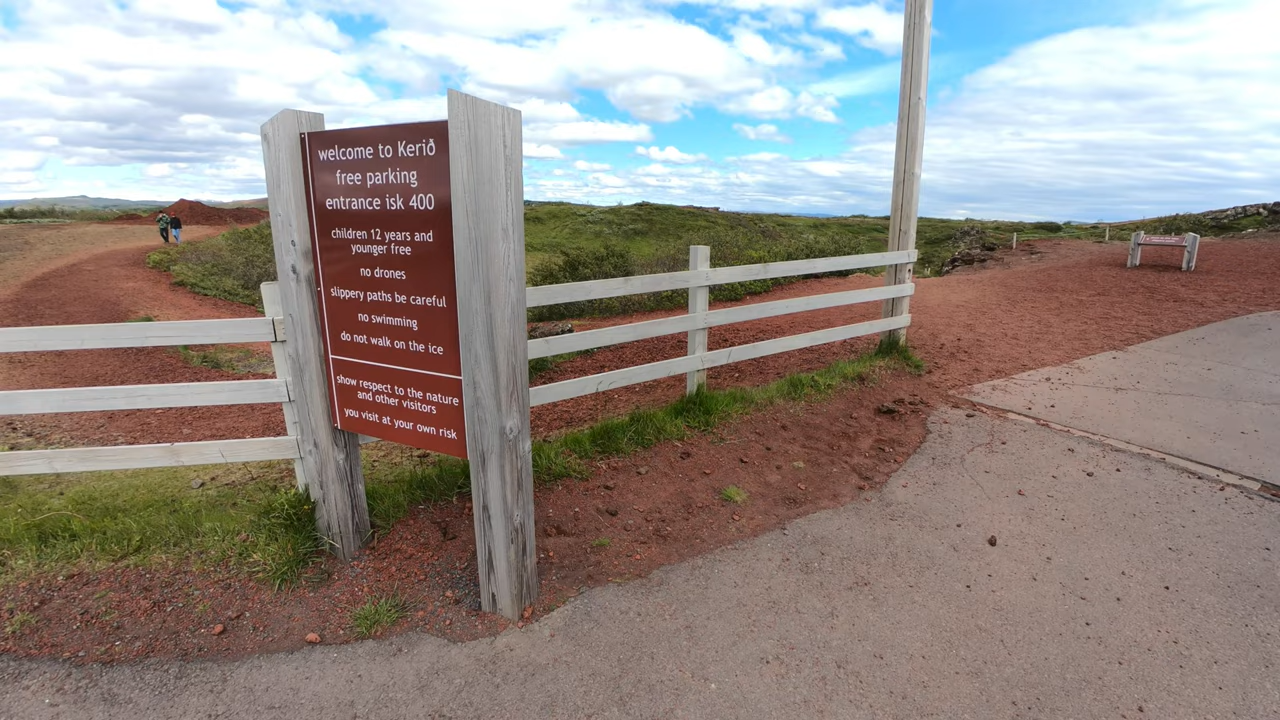 welcome to Kerið
free parking
entrance isk 400
children 12 years and
younger free
no drones
slippery paths be careful
no swimming
do not walk on the ice
show respect to the nature
and other visitors
you visit at your own risk